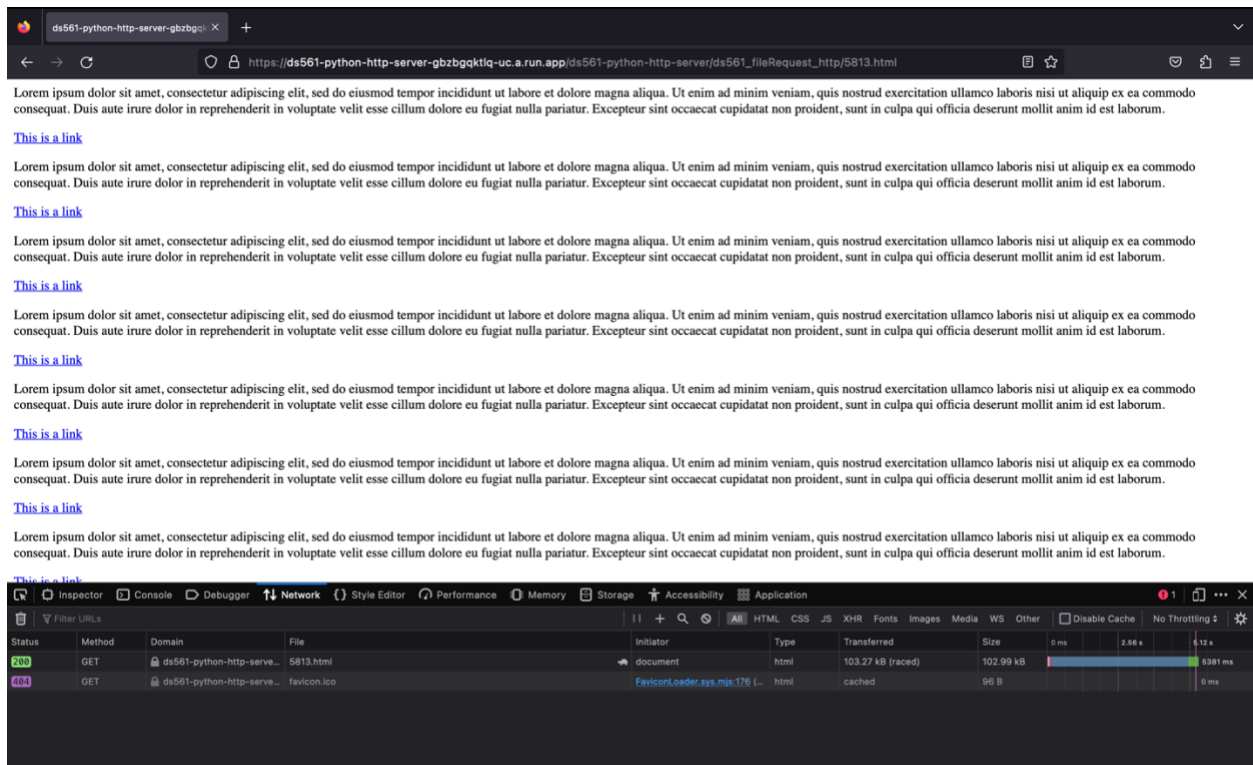 ds561-python-http-server-gbzbgqk
https://ds561-python-http-server-gbzbgqktlq-uc.a.run.app/ds561-python-http-server/ds561_fileRequest_http/5813.html
Lorem ipsum dolor sit amet, consectetur adipiscing elit, sed do eiusmod tempor incididunt ut labore et dolore magna aliqua. Ut enim ad minim veniam, quis nostrud exercitation ullamco laboris nisi ut aliquip ex ea commodo
consequat. Duis aute irure dolor in reprehenderit in voluptate velit esse cillum dolore eu fugiat nulla pariatur. Excepteur sint occaecat cupidatat non proident, sunt in culpa qui officia deserunt mollit anim id est laborum.
This is a link
Lorem ipsum dolor sit amet, consectetur adipiscing elit, sed do eiusmod tempor incididunt ut labore et dolore magna aliqua. Ut enim ad minim veniam, quis nostrud exercitation ullamco laboris nisi ut aliquip ex ea commodo
consequat. Duis aute irure dolor in reprehenderit in voluptate velit esse cillum dolore eu fugiat nulla pariatur. Excepteur sint occaecat cupidatat non proident, sunt in culpa qui officia deserunt mollit anim id est laborum.
This is a link
Lorem ipsum dolor sit amet, consectetur adipiscing elit, sed do eiusmod tempor incididunt ut labore et dolore magna aliqua. Ut enim ad minim veniam, quis nostrud exercitation ullamco laboris nisi ut aliquip ex ea commodo
consequat. Duis aute irure dolor in reprehenderit in voluptate velit esse cillum dolore eu fugiat nulla pariatur. Excepteur sint occaecat cupidatat non proident, sunt in culpa qui officia deserunt mollit anim id est laborum.
This is a link
Lorem ipsum dolor sit amet, consectetur adipiscing elit, sed do eiusmod tempor incididunt ut labore et dolore magna aliqua. Ut enim ad minim veniam, quis nostrud exercitation ullamco laboris nisi ut aliquip ex ea commodo
consequat. Duis aute irure dolor in reprehenderit in voluptate velit esse cillum dolore eu fugiat nulla pariatur. Excepteur sint occaecat cupidatat non proident, sunt in culpa qui officia deserunt mollit anim id est laborum.
This is a link
Lorem ipsum dolor sit amet, consectetur adipiscing elit, sed do eiusmod tempor incididunt ut labore et dolore magna aliqua. Ut enim ad minim veniam, quis nostrud exercitation ullamco laboris nisi ut aliquip ex ea commodo
consequat. Duis aute irure dolor in reprehenderit in voluptate velit esse cillum dolore eu fugiat nulla pariatur. Excepteur sint occaecat cupidatat non proident, sunt in culpa qui officia deserunt mollit anim id est laborum.
This is a link
Lorem ipsum dolor sit amet, consectetur adipiscing elit, sed do eiusmod tempor incididunt ut labore et dolore magna aliqua. Ut enim ad minim veniam, quis nostrud exercitation ullamco laboris nisi ut aliquip ex ea commodo
consequat. Duis aute irure dolor in reprehenderit in voluptate velit esse cillum dolore eu fugiat nulla pariatur. Excepteur sint occaecat cupidatat non proident, sunt in culpa qui officia deserunt mollit anim id est laborum.
This is a link
Lorem ipsum dolor sit amet, consectetur adipiscing elit, sed do eiusmod tempor incididunt ut labore et dolore magna aliqua. Ut enim ad minim veniam, quis nostrud exercitation ullamco laboris nisi ut aliquip ex ea commodo
consequat. Duis aute irure dolor in reprehenderit in voluptate velit esse cillum dolore eu fugiat nulla pariatur. Excepteur sint occaecat cupidatat non proident, sunt in culpa qui officia deserunt mollit anim id est laborum.
This is a link
Inspector Console Debugger Network {} Style Editor Performance Memory Storage Accessibility Application 1
Filter URLs All HTML CSS JS XHR Fonts Images Media WS Other Disable Cache No Throttling
Status Method Domain File Initiator Type Transferred Size 0 ms 2.56 s 5.12 s
200 GET ds561-python-http-serve... 5813.html document html 103.27 kB (raced) 102.99 kB 5381 ms
404 GET ds561-python-http-serve... favicon.ico FaviconLoader.sys.mjs:176 (... html cached 96 B 0 ms